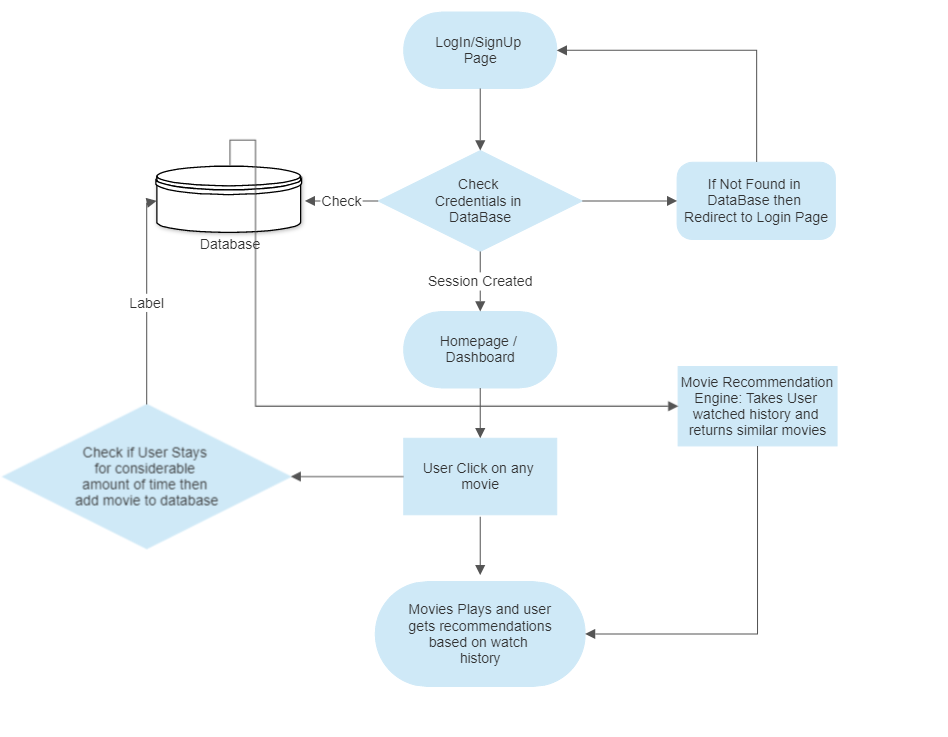 LogIn/SignUp
Page
Check
Credentials in
DataBase
Check
If Not Found in
DataBase then
Redirect to Login Page
Database
Session Created
Label
Homepage /
Dashboard
Movie Recommendation
Engine: Takes User
watched history and
returns similar movies
Check if User Stays
for considerable
amount of time then
add movie to database
User Click on any
movie
Movies Plays and user
gets recommendations
based on watch
history